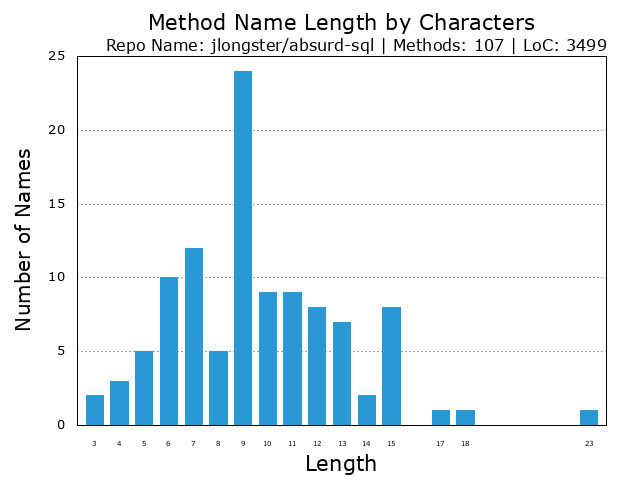 Method Name Length by Characters
Repo Name: jlongster/absurd-sql | Methods: 107 | LoC: 3499
25
20
15
10
5
0
Number of Names
3 4 5 6 7 8 9 10 11 12 13 14 15 17 18 23
Length